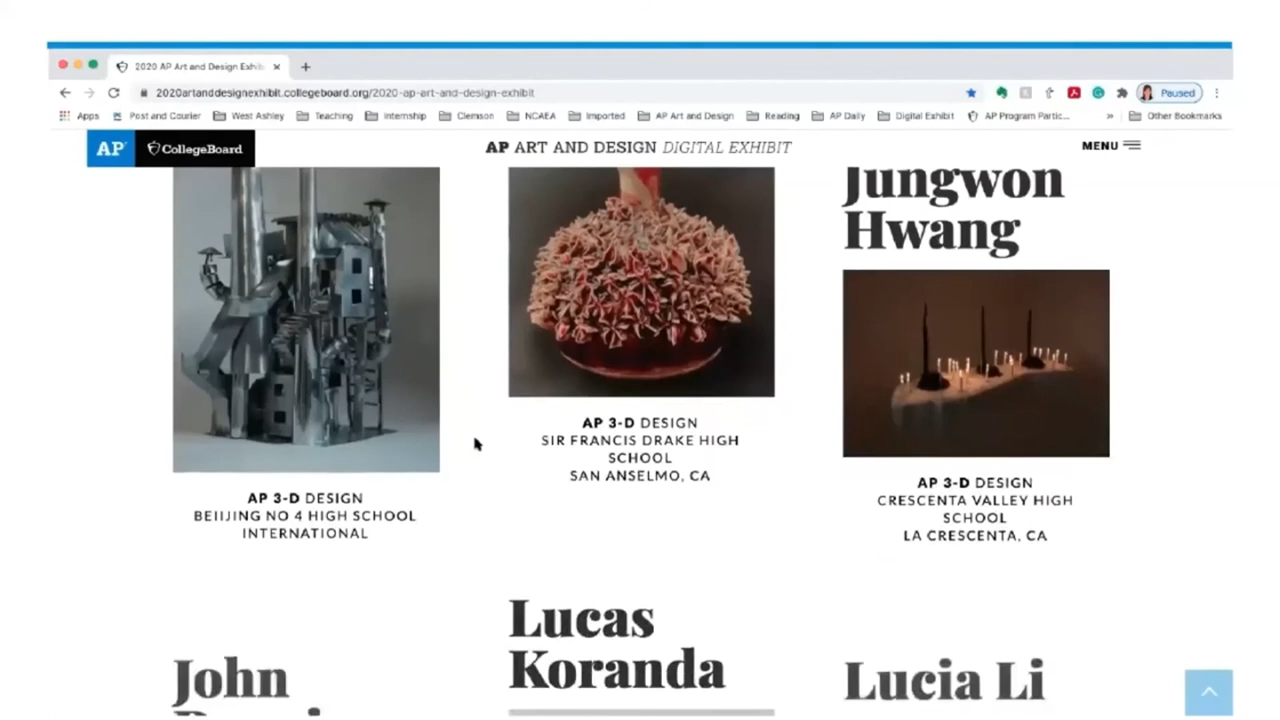 2020 AP Art and Design Exhib
2020artanddesignexhibit.collegeboard.org/2020-ap-art-and-design-exhibit
Paused
Apps Post and Courier West Ashley Teaching Internship Clemson NCAEA Imported AP Art and Design Reading AP Daily Digital Exhibit AP Program Partic... » Other Bookmarks
AP CollegeBoard
AP ART AND DESIGN DIGITAL EXHIBIT
MENU
Jungwon
Hwang
AP 3-D DESIGN
BEIIJING NO 4 HIGH SCHOOL
INTERNATIONAL
AP 3-D DESIGN
SIR FRANCIS DRAKE HIGH
SCHOOL
SAN ANSELMO, CA
AP 3-D DESIGN
CRESCENTA VALLEY HIGH
SCHOOL
LA CRESCENTA, CA
John
Lucas
Koranda
Lucia Li